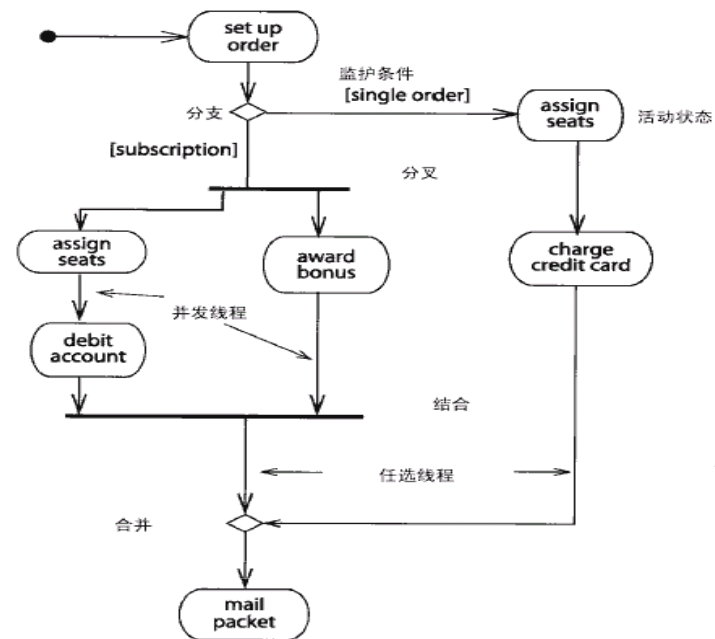 set up
order
监护条件
[single order]
分支
assign
seats
活动状态
[subscription]
分叉
assign
seats
award
bonus
charge
credit card
并发线程
debit
account
结合
任选线程
合并
mail
packet